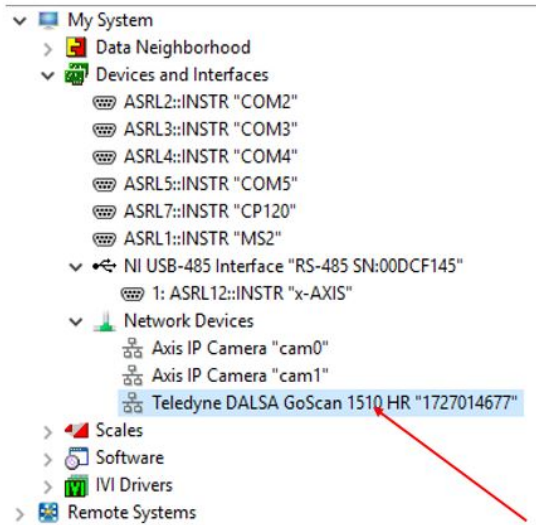 My System
Data Neighborhood
Devices and Interfaces
ASRL2::INSTR "COM2"
ASRL3::INSTR "COM3"
ASRL4::INSTR "COM4"
ASRL5::INSTR "COM5"
ASRL7::INSTR "CP120"
ASRL1::INSTR "MS2"
NI USB-485 Interface "RS-485 SN:00DCF145"
1: ASRL12::INSTR "x-AXIS"
Network Devices
Axis IP Camera "cam0"
Axis IP Camera "cam1"
Teledyne DALSA GoScan 1510 HR "1727014677"
Scales
Software
IVI Drivers
Remote Systems